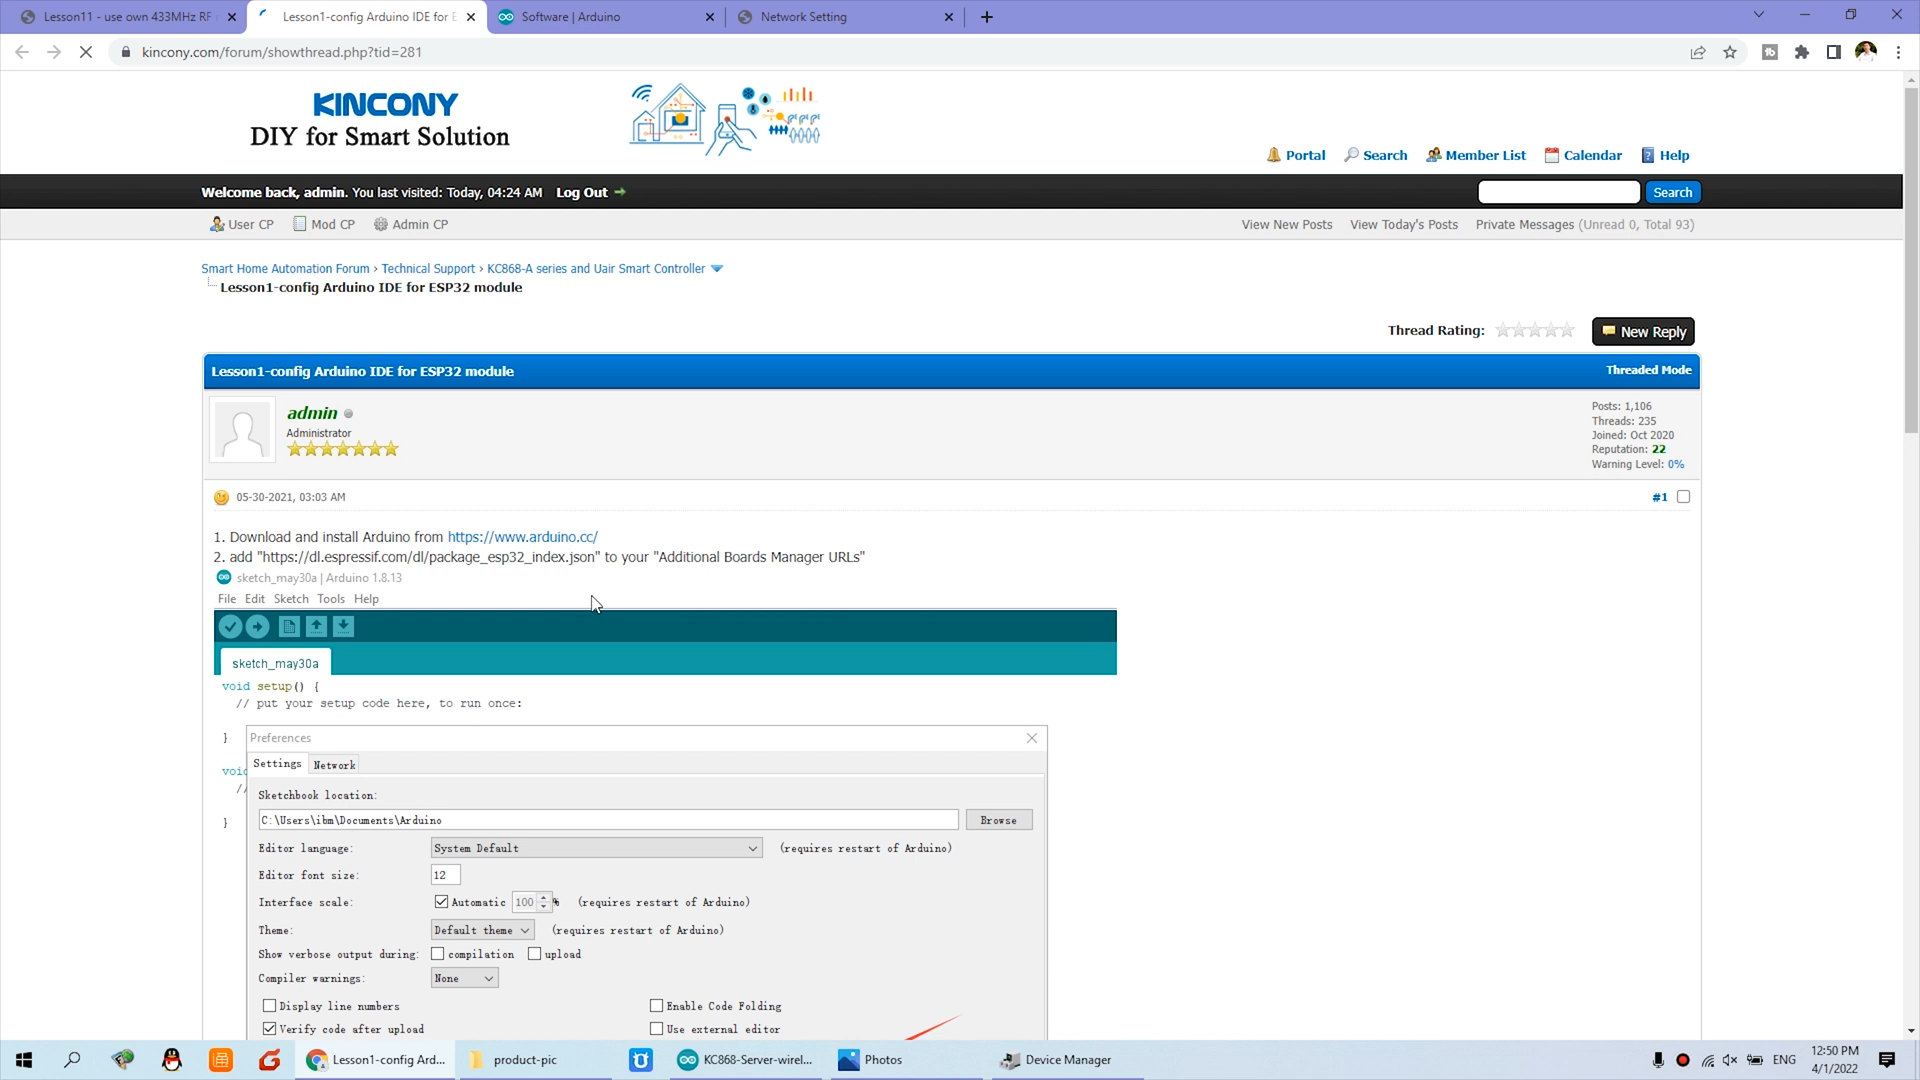 Lesson11 - use own 433MHz RF
Lesson1-config Arduino IDE for E
Software | Arduino
Network Setting
kincony.com/forum/showthread.php?tid=281
KINCONY
DIY for Smart Solution
Portal
Search
Member List
Calendar
Help
Welcome back, admin. You last visited: Today, 04:24 AM Log Out
Search
User CP
Mod CP
Admin CP
View New Posts
View Today's Posts
Private Messages (Unread 0, Total 93)
Smart Home Automation Forum › Technical Support › KC868-A series and Uair Smart Controller
Lesson1-config Arduino IDE for ESP32 module
Thread Rating:
New Reply
Lesson1-config Arduino IDE for ESP32 module
Threaded Mode
admin
Administrator
Posts: 1,106
Threads: 235
Joined: Oct 2020
Reputation: 22
Warning Level: 0%
05-30-2021, 03:03 AM
#1
1. Download and install Arduino from https://www.arduino.cc/
2. add "https://dl.espressif.com/dl/package_esp32_index.json" to your "Additional Boards Manager URLs"
sketch_may30a | Arduino 1.8.13
File Edit Sketch Tools Help
sketch_may30a
void setup() {
// put your setup code here, to run once:
}
Preferences
Settings
Network
void
//
}
Sketchbook location:
C:\Users\ibm\Documents\Arduino
Browse
Editor language:
System Default
(requires restart of Arduino)
Editor font size:
12
Interface scale:
Automatic
100
%
(requires restart of Arduino)
Theme:
Default theme
(requires restart of Arduino)
Show verbose output during:
compilation
upload
Compiler warnings:
None
Display line numbers
Enable Code Folding
Verify code after upload
Use external editor
Lesson1-config Ard...
product-pic
KC868-Server-wirel...
Photos
Device Manager
ENG
12:50 PM
4/1/2022